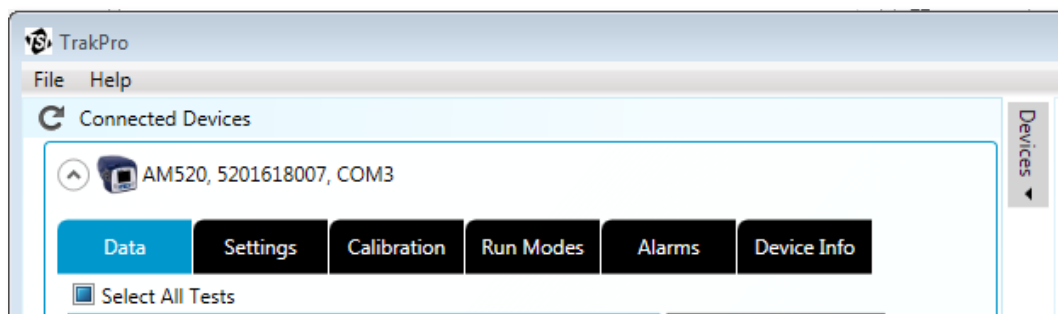 TSI TrakPro
File Help
Connected Devices
Devices
AM520, 5201618007, COM3
Data Settings Calibration Run Modes Alarms Device Info
Select All Tests